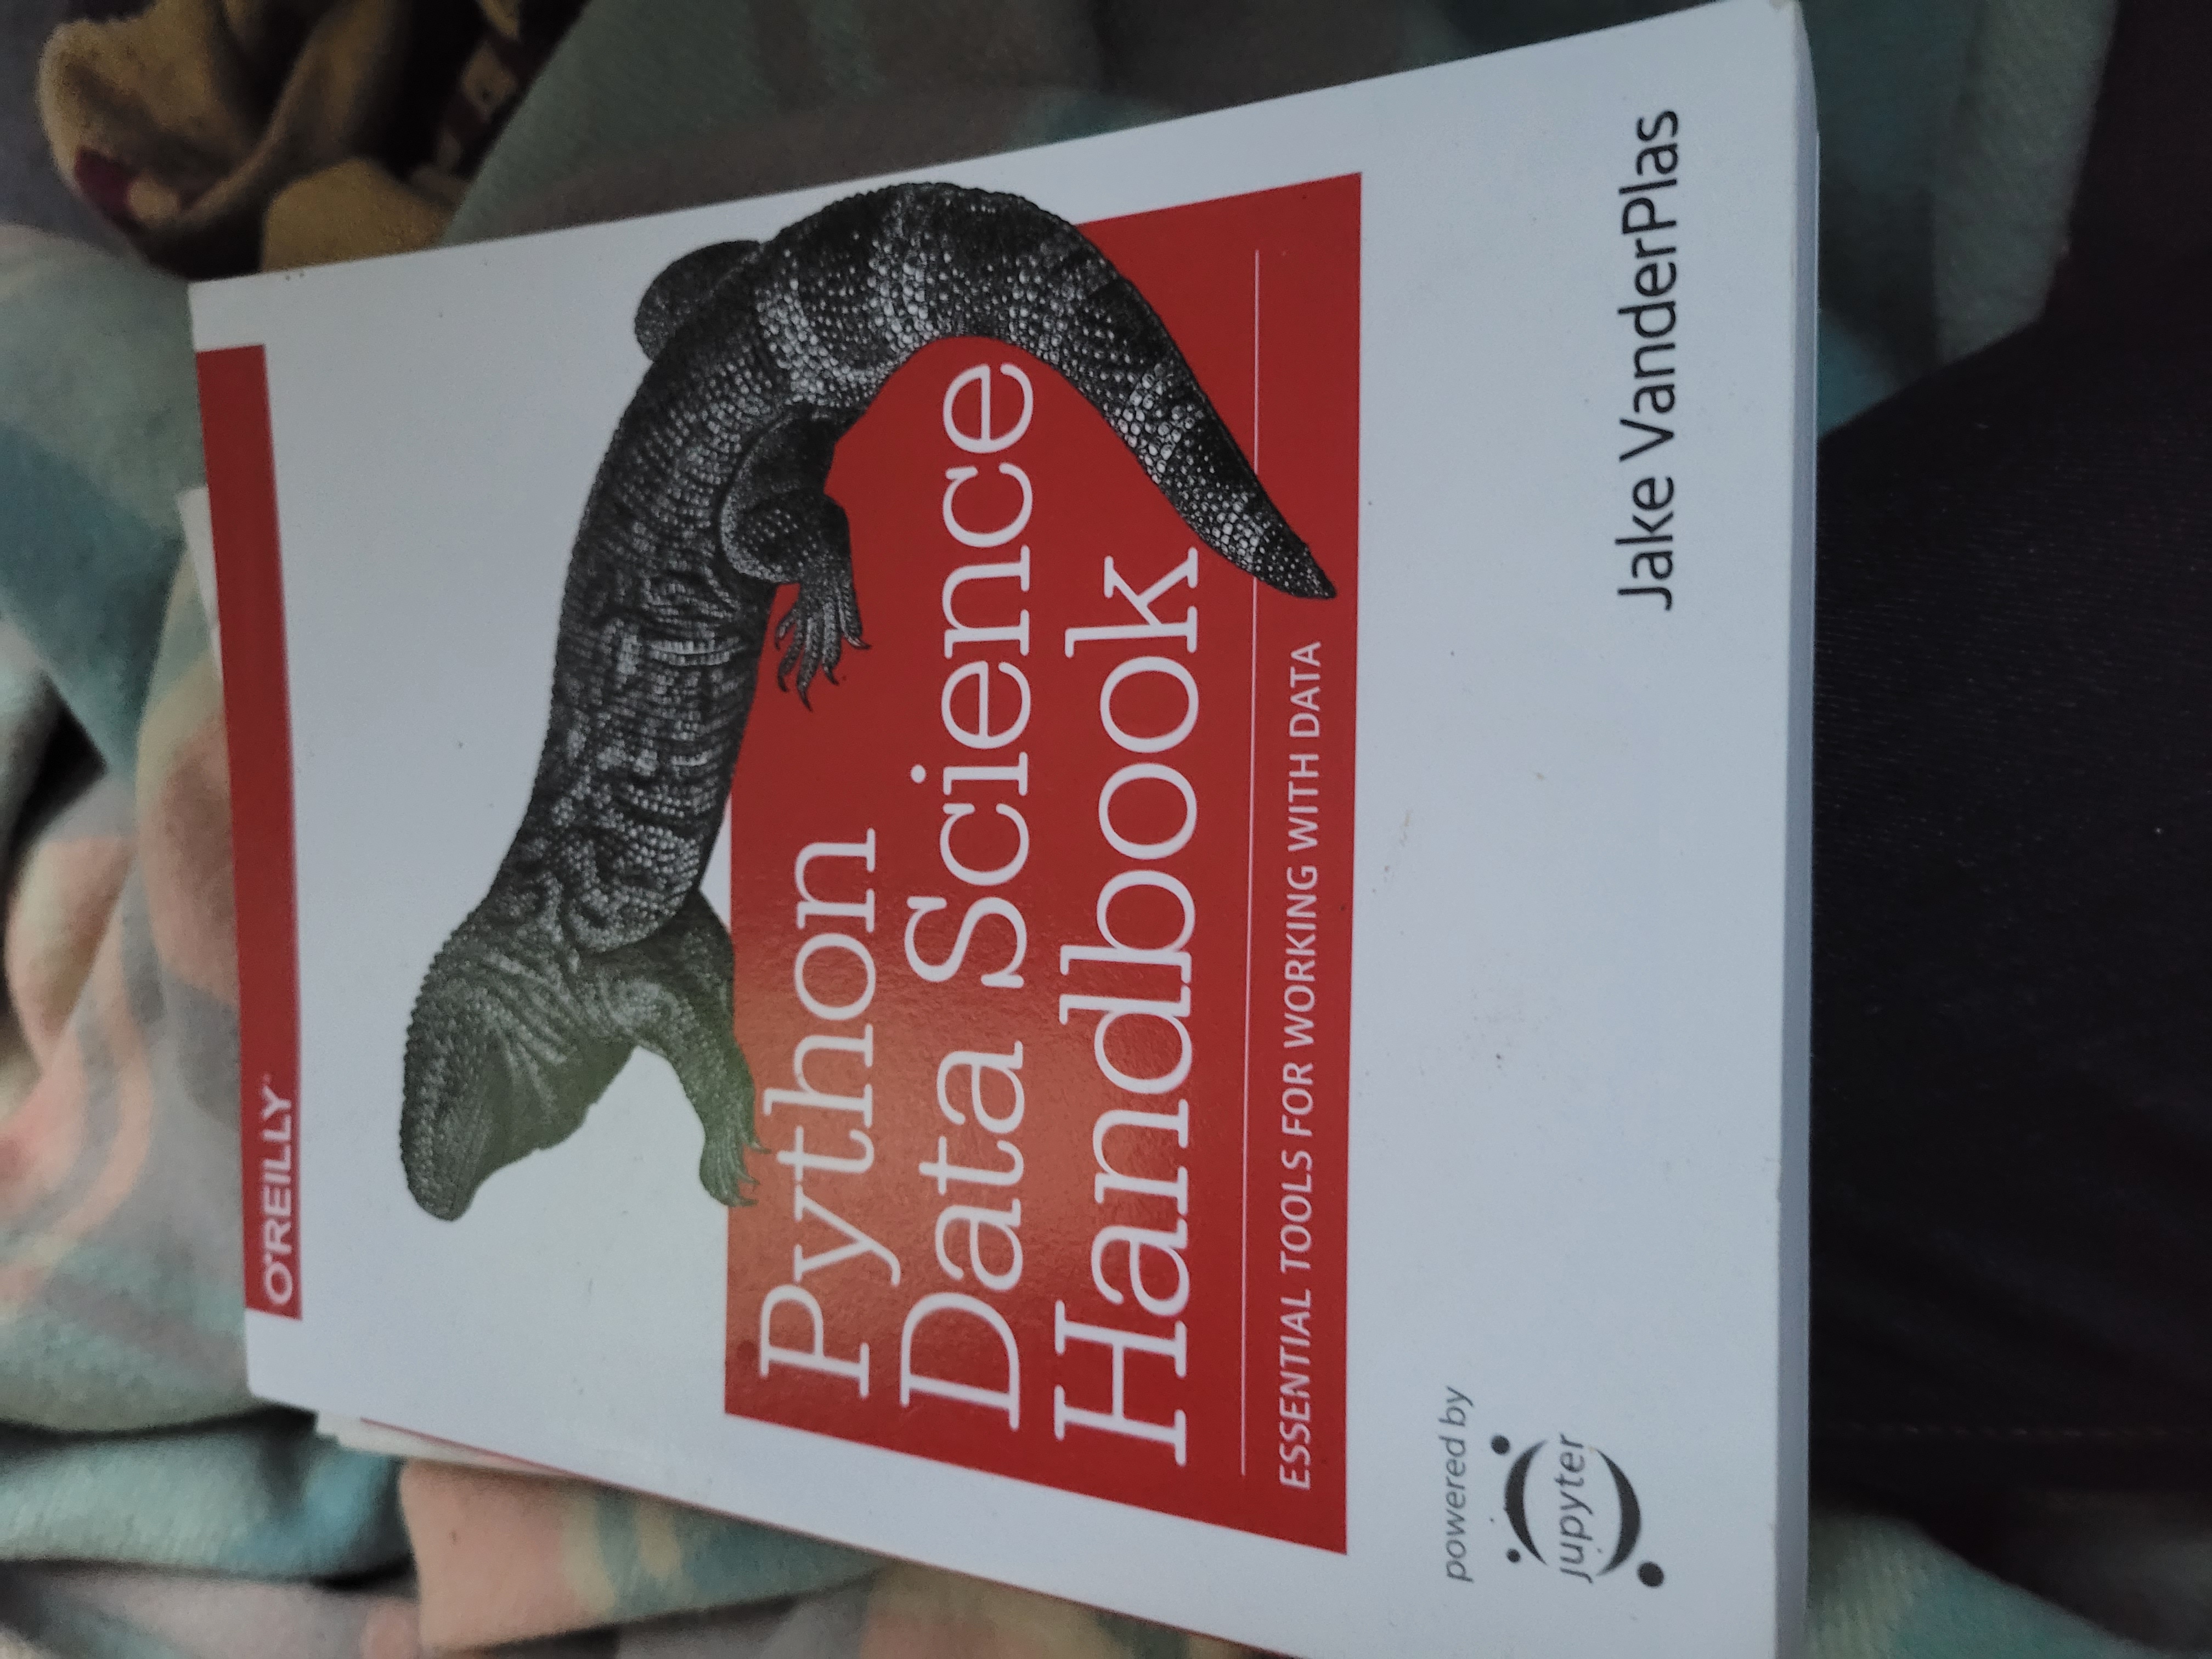 O'REILLY®
Python
Data Science
Handbook
ESSENTIAL TOOLS FOR WORKING WITH DATA
powered by
jupyter
Jake VanderPlas